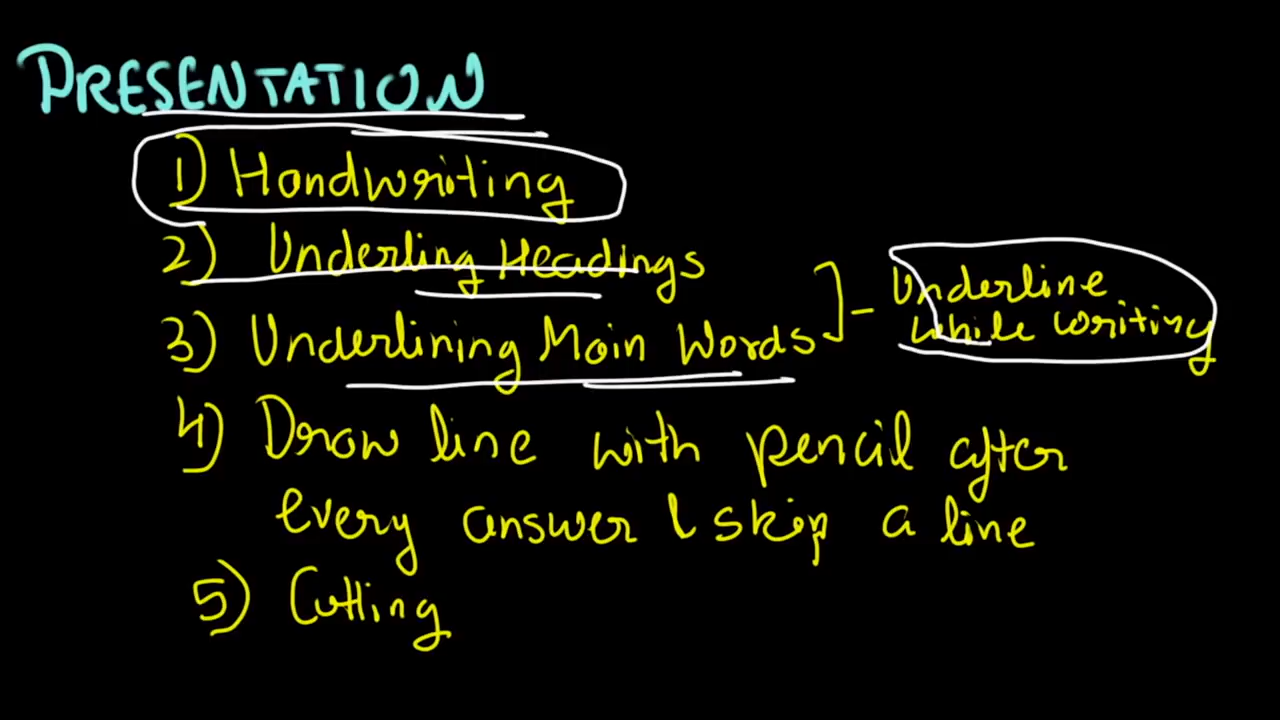 PRESENTATION
1) Handwriting
2) Underling Headings
3) Underlining Main Words
] - Underline
while writing
4) Draw line with pencil after
every answer & skip a line
5) Cutting